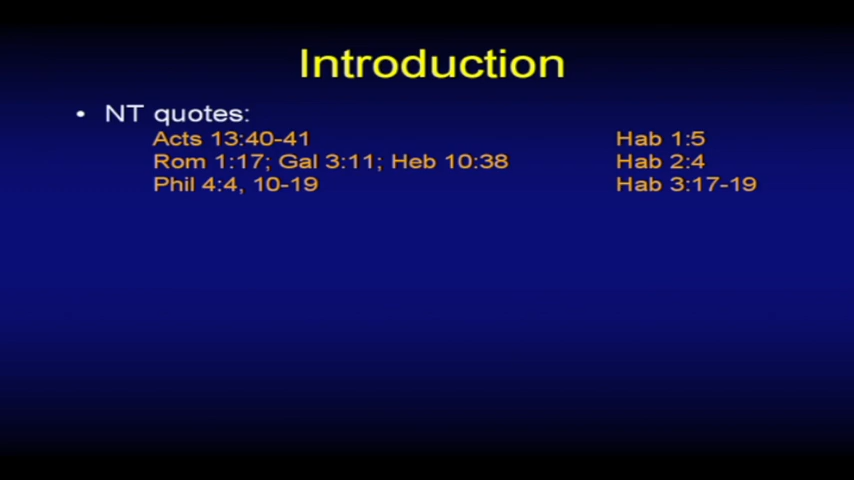 Introduction
• NT quotes:
Acts 13:40-41 Hab 1:5
Rom 1:17; Gal 3:11; Heb 10:38 Hab 2:4
Phil 4:4, 10-19 Hab 3:17-19